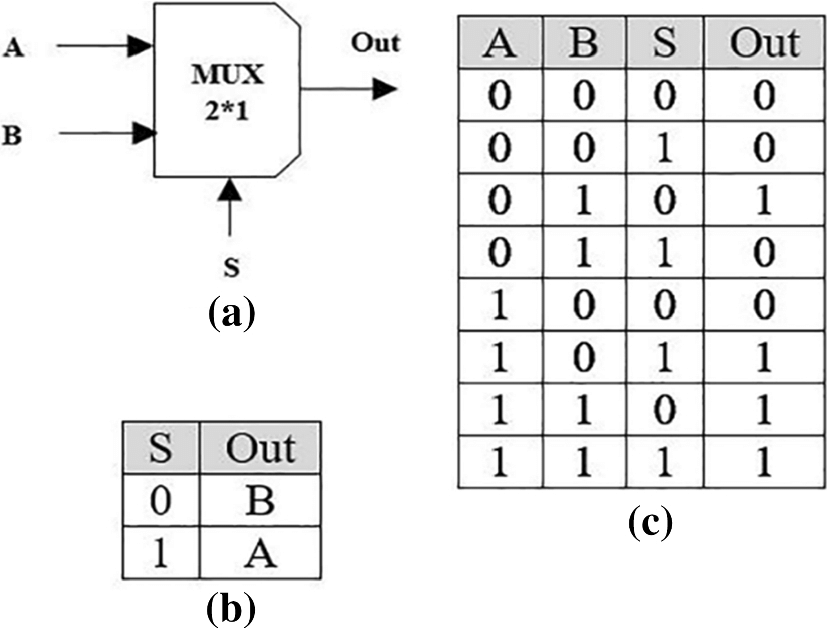 A
B
MUX
2*1
Out
S
(a)
S Out
0 B
1 A
(b)
A B S Out
0 0 0 0
0 0 1 0
0 1 0 1
0 1 1 0
1 0 0 0
1 0 1 1
1 1 0 1
1 1 1 1
(c)